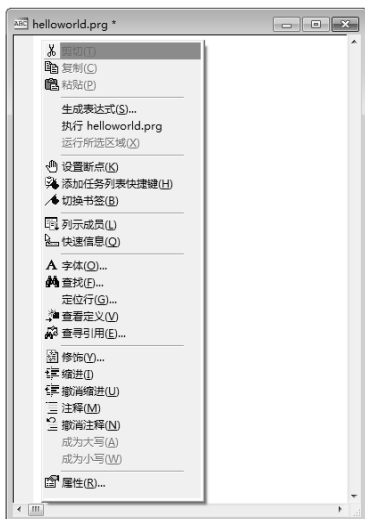 helloworld.prg *
剪切(T)
复制(C)
粘贴(P)
生成表达式(S)...
执行 helloworld.prg
运行所选区域(X)
设置断点(K)
添加任务列表快捷键(H)
切换书签(B)
列示成员(L)
快速信息(Q)
字体(O)...
查找(F)...
定位行(G)...
查看定义(V)
查寻引用(E)...
修饰(Y)...
缩进(I)
撤消缩进(U)
注释(M)
撤消注释(N)
成为大写(A)
成为小写(W)
属性(R)...